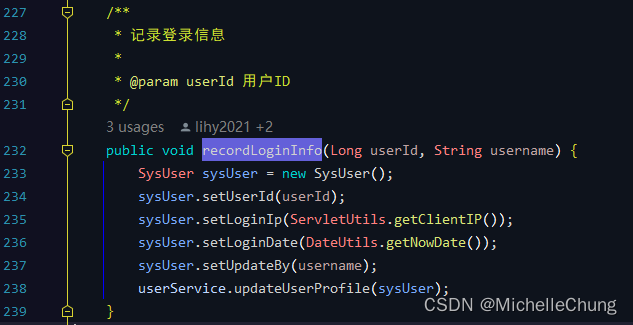 227 /**
228 * 记录登录信息
229 *
230 * @param userId 用户ID
231 */
3 usages lihy2021 +2
232 public void recordLoginInfo(Long userId, String username) {
233 SysUser sysUser = new SysUser();
234 sysUser.setUserId(userId);
235 sysUser.setLoginIp(ServletUtils.getClientIP());
236 sysUser.setLoginDate(DateUtils.getNowDate());
237 sysUser.setUpdateBy(username);
238 userService.updateUserProfile(sysUser);
239 }
CSDN @MichelleChung